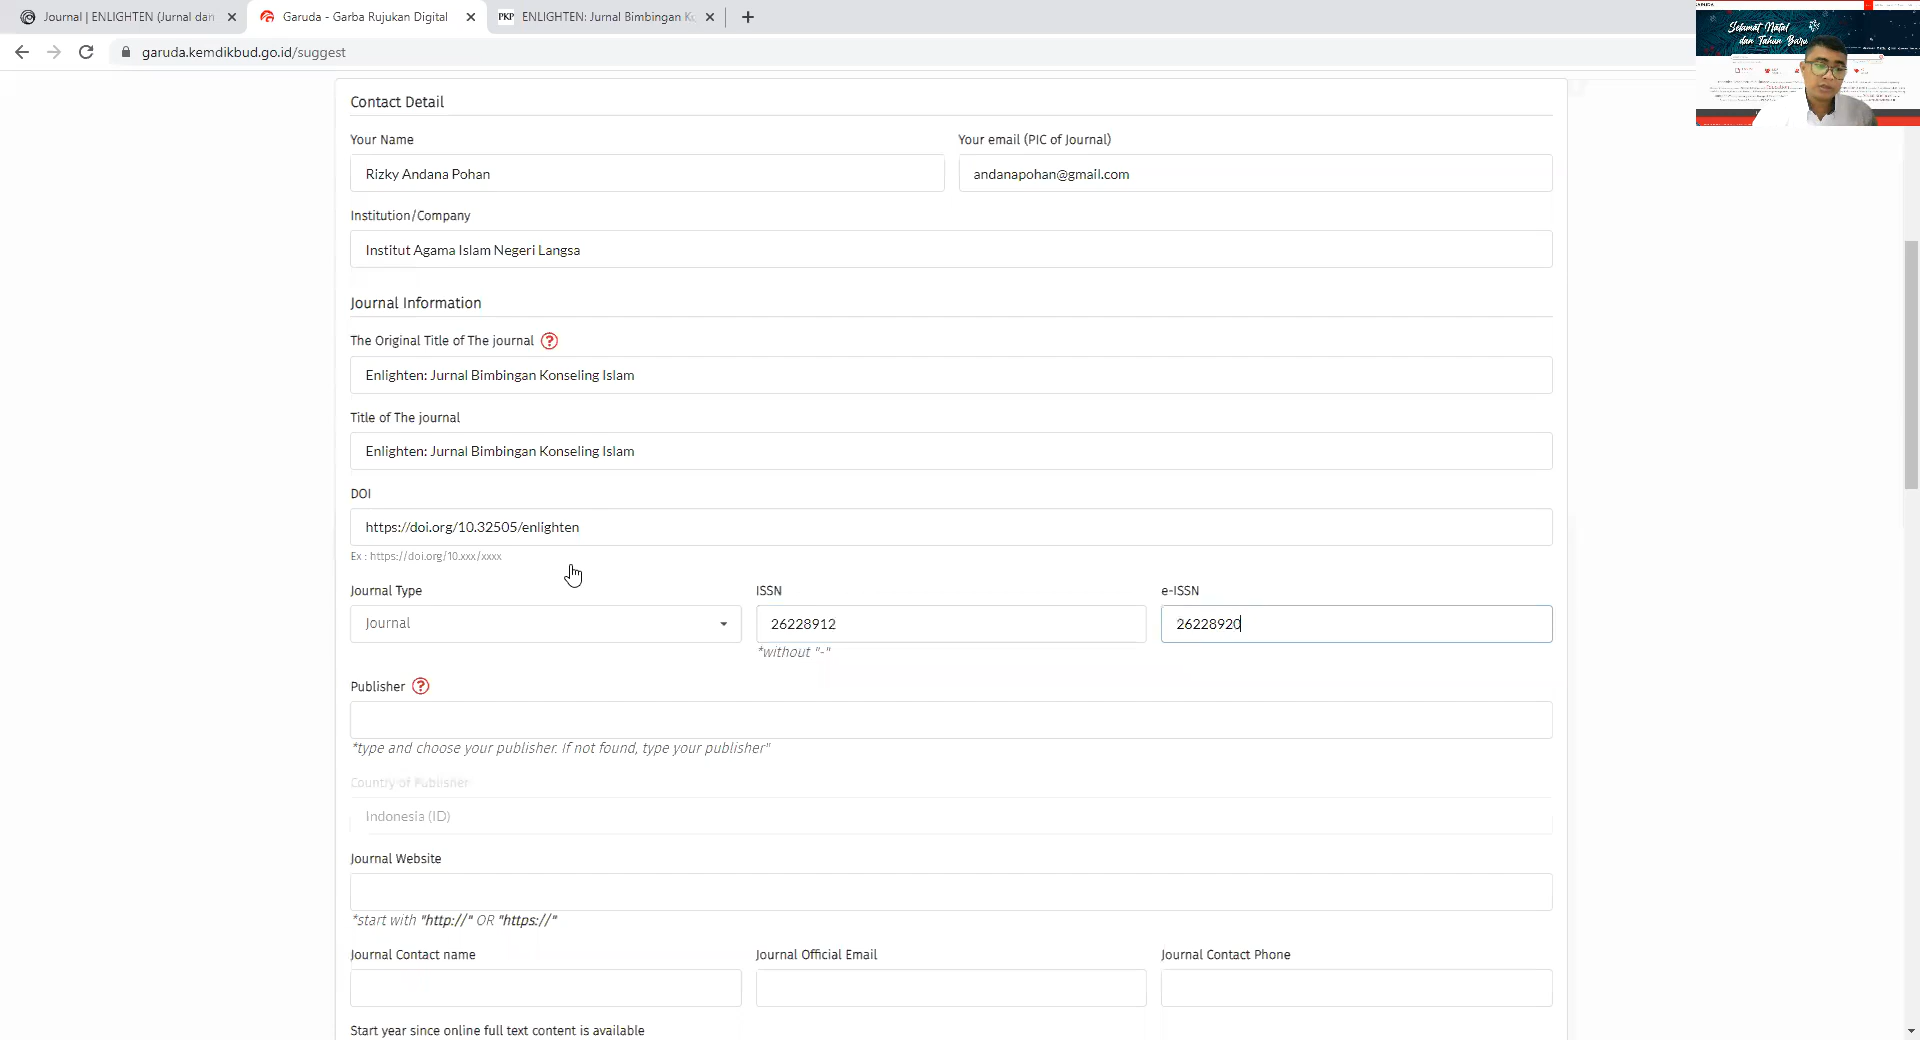 Journal | ENLIGHTEN (Jurnal dan
Garuda - Garba Rujukan Digital
PKP ENLIGHTEN: Jurnal Bimbingan K
garuda.kemdikbud.go.id/suggest
Selamat Natal
dan Tahun Baru
Contact Detail
Your Name
Your email (PIC of Journal)
Rizky Andana Pohan
andanapohan@gmail.com
Institution/Company
Institut Agama Islam Negeri Langsa
Journal Information
The Original Title of The journal ?
Enlighten: Jurnal Bimbingan Konseling Islam
Title of The journal
Enlighten: Jurnal Bimbingan Konseling Islam
DOI
https://doi.org/10.32505/enlighten
Ex : https://doi.org/10.xxx/xxxx
Journal Type
ISSN
e-ISSN
Journal
26228912
26228920
*without "-"
Publisher ?
*type and choose your publisher. If not found, type your publisher"
Country of Publisher
Indonesia (ID)
Journal Website
*start with "http://" OR "https://"
Journal Contact name
Journal Official Email
Journal Contact Phone
Start year since online full text content is available